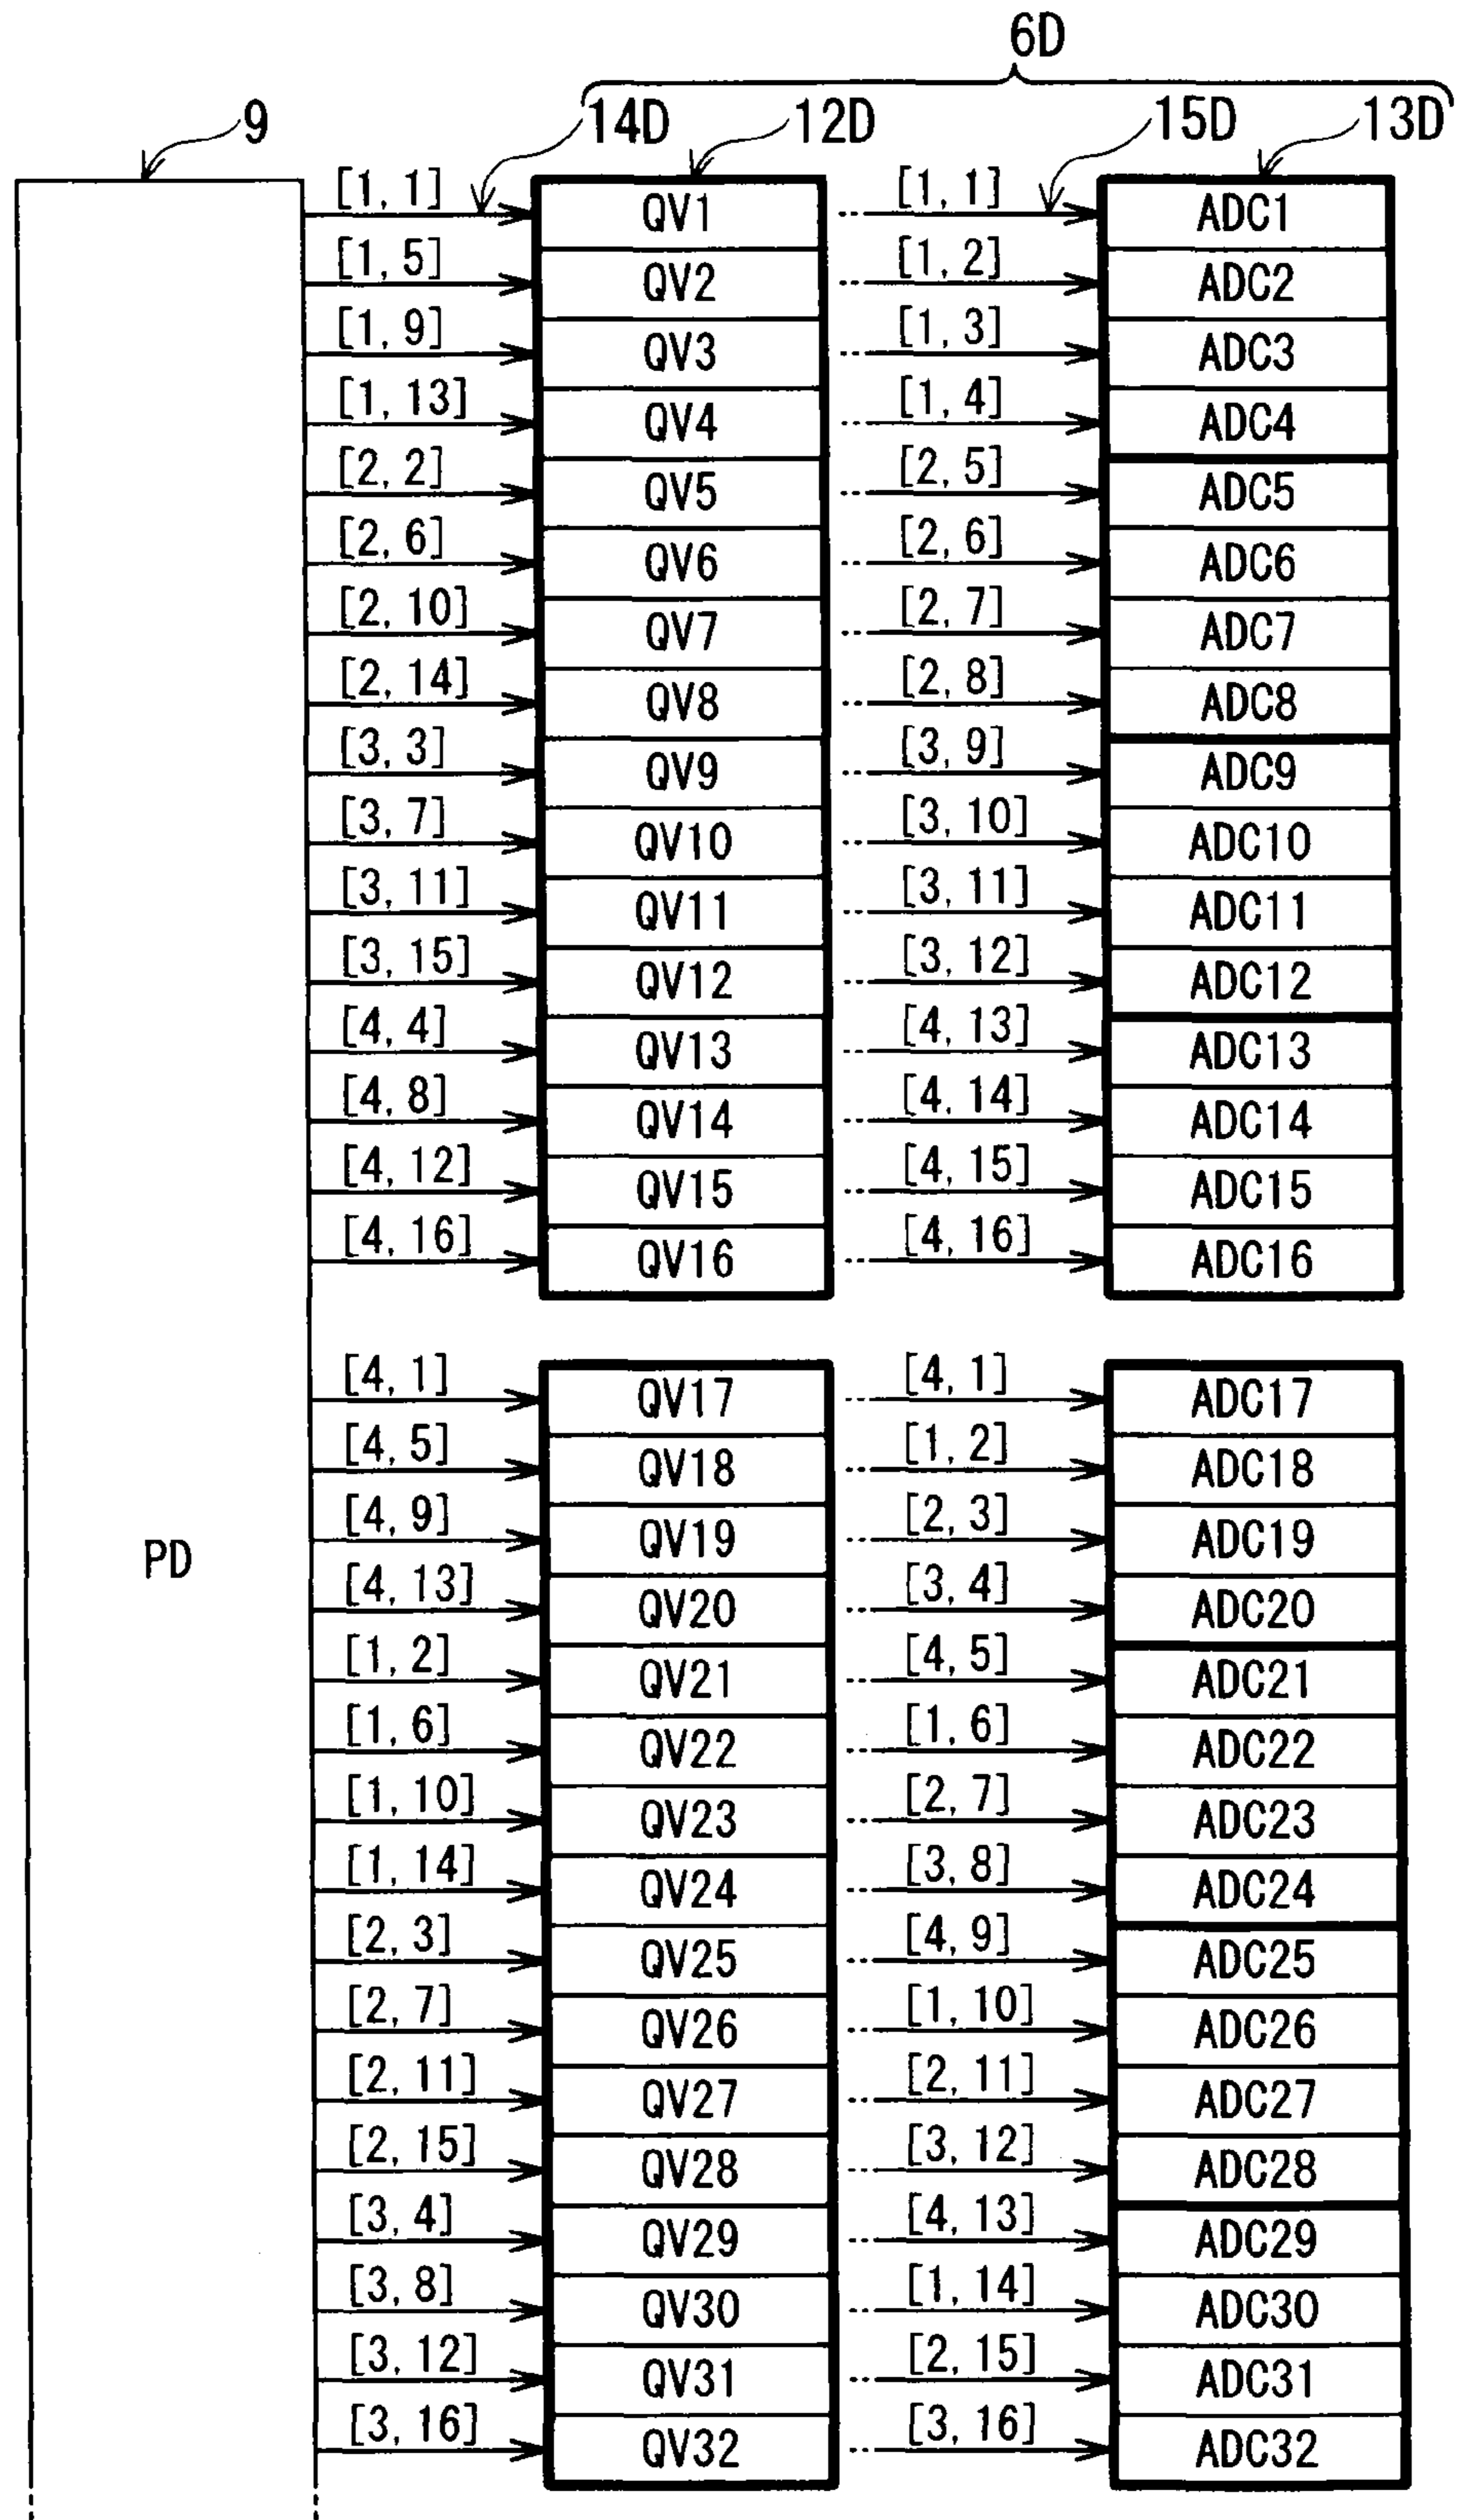 6D
9 14D 12D 15D 13D
[1, 1] QV1 [1, 1] ADC1
[1, 5] QV2 [1, 2] ADC2
[1, 9] QV3 [1, 3] ADC3
[1, 13] QV4 [1, 4] ADC4
[2, 2] QV5 [2, 5] ADC5
[2, 6] QV6 [2, 6] ADC6
[2, 10] QV7 [2, 7] ADC7
[2, 14] QV8 [2, 8] ADC8
[3, 3] QV9 [3, 9] ADC9
[3, 7] QV10 [3, 10] ADC10
[3, 11] QV11 [3, 11] ADC11
[3, 15] QV12 [3, 12] ADC12
[4, 4] QV13 [4, 13] ADC13
[4, 8] QV14 [4, 14] ADC14
[4, 12] QV15 [4, 15] ADC15
[4, 16] QV16 [4, 16] ADC16
[4, 1] QV17 [4, 1] ADC17
[4, 5] QV18 [1, 2] ADC18
[4, 9] QV19 [2, 3] ADC19
PD
[4, 13] QV20 [3, 4] ADC20
[1, 2] QV21 [4, 5] ADC21
[1, 6] QV22 [1, 6] ADC22
[1, 10] QV23 [2, 7] ADC23
[1, 14] QV24 [3, 8] ADC24
[2, 3] QV25 [4, 9] ADC25
[2, 7] QV26 [1, 10] ADC26
[2, 11] QV27 [2, 11] ADC27
[2, 15] QV28 [3, 12] ADC28
[3, 4] QV29 [4, 13] ADC29
[3, 8] QV30 [1, 14] ADC30
[3, 12] QV31 [2, 15] ADC31
[3, 16] QV32 [3, 16] ADC32